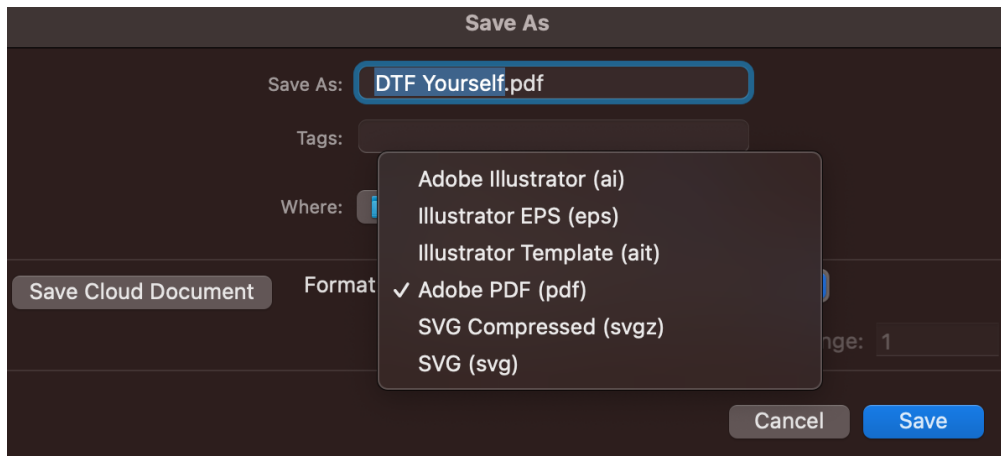 Save As
Save As: DTF Yourself.pdf
Tags:
Adobe Illustrator (ai)
Where:
Illustrator EPS (eps)
Illustrator Template (ait)
Save Cloud Document
Format
✓ Adobe PDF (pdf)
SVG Compressed (svgz)
nge: 1
SVG (svg)
Cancel
Save